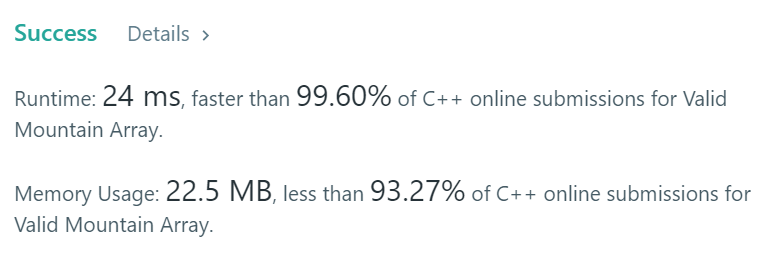 Success Details >
Runtime: 24 ms, faster than 99.60% of C++ online submissions for Valid
Mountain Array.
Memory Usage: 22.5 MB, less than 93.27% of C++ online submissions for
Valid Mountain Array.